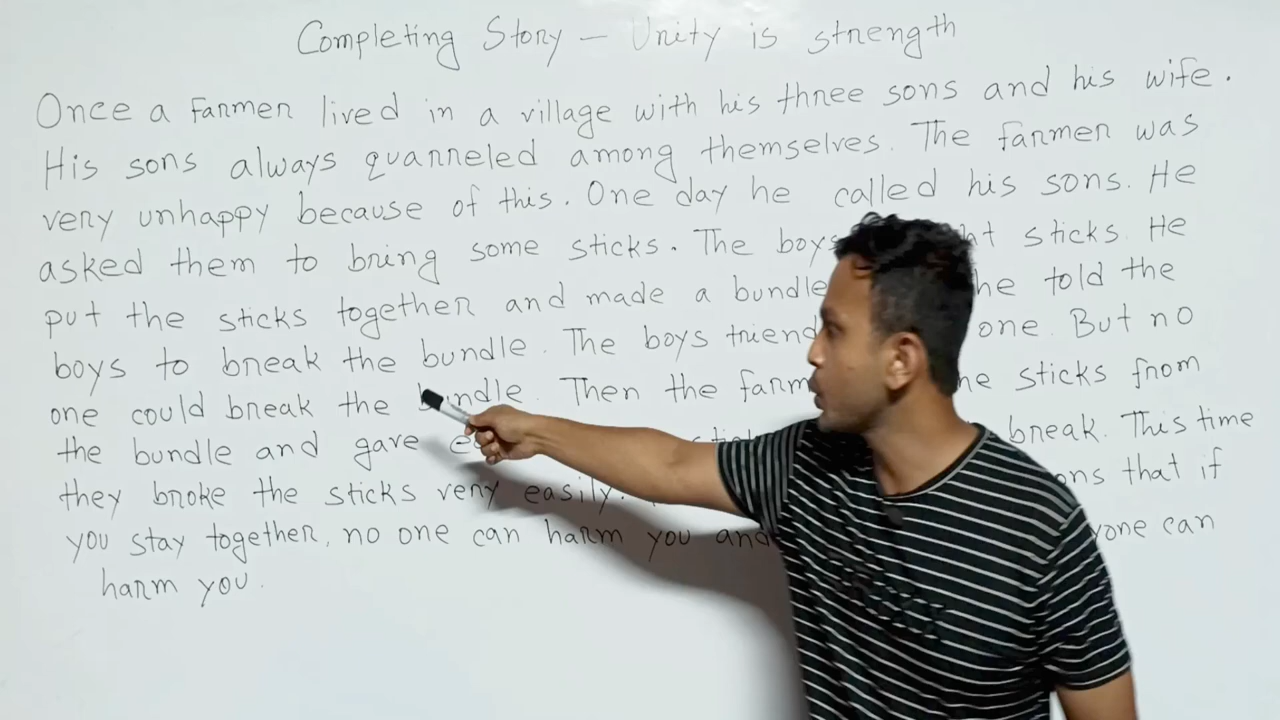 Completing Story – Unity is strength
Once a farmer lived in a village with his three sons and his wife.
His sons always quarreled among themselves. The farmer was
very unhappy because of this. One day he called his sons. He
asked them to bring some sticks. The boys ht sticks. He
put the sticks together and made a bundle he told the
boys to break the bundle. The boys tried one. But no
one could break the bundle. Then the farm he sticks from
the bundle and gave break. This time
they broke the sticks very easily. ons that if
you stay together, no one can harm you and yone can
harm you.